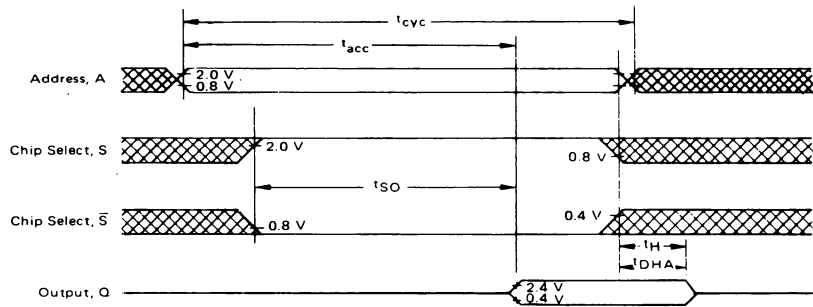 tcyc
tacc
Address, A
2.0 V
0.8 V
Chip Select, S
2.0 V
0.8 V
tSO
Chip Select, S̅
0.8 V
0.4 V
tH
tDHA
Output, Q
2.4 V
0.4 V